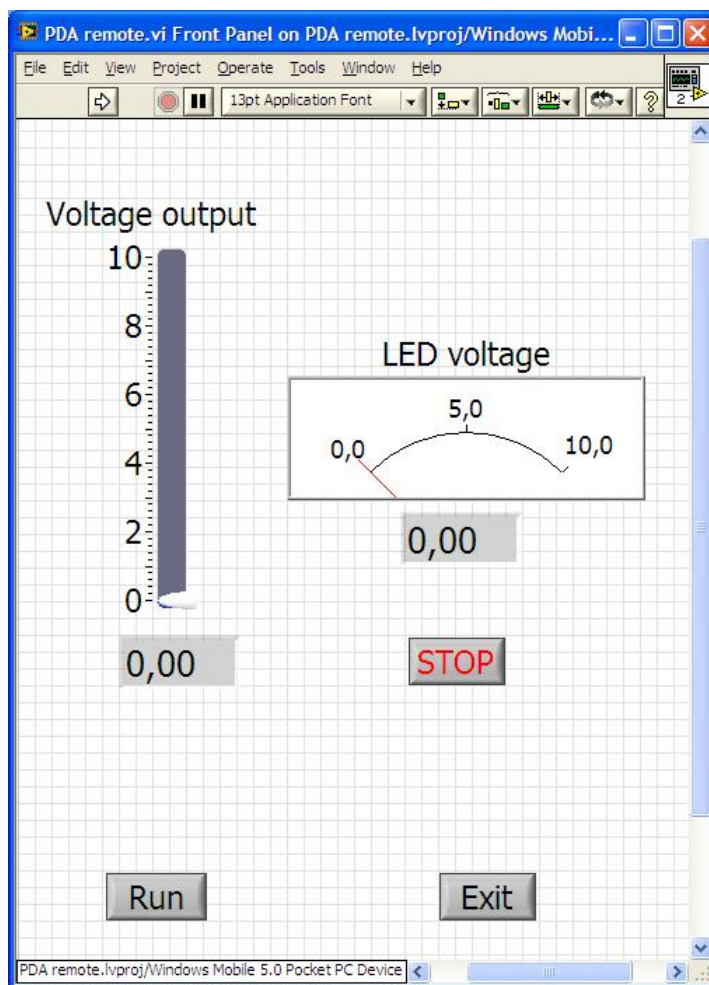 PDA remote.vi Front Panel on PDA remote.lvproj/Windows Mobi...
File Edit View Project Operate Tools Window Help
13pt Application Font
2
Voltage output
10
8
6
4
2
0
0,00
LED voltage
0,0
5,0
10,0
0,00
STOP
Run
Exit
PDA remote.lvproj/Windows Mobile 5.0 Pocket PC Device